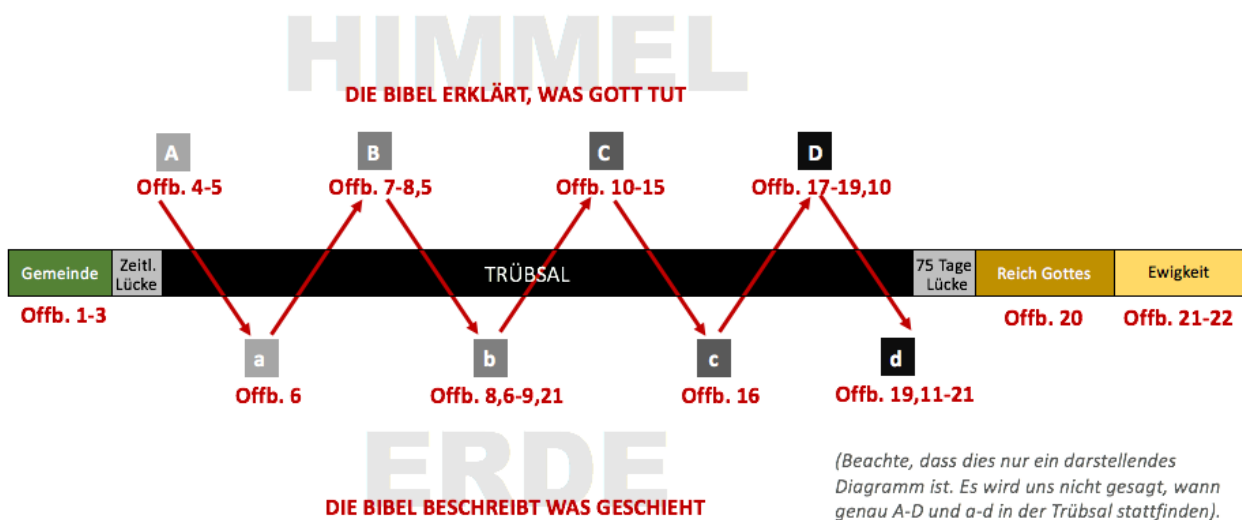 HIMMEL
DIE BIBEL ERKLÄRT, WAS GOTT TUT
A
B
C
D
Offb. 4-5
Offb. 7-8,5
Offb. 10-15
Offb. 17-19,10
Gemeinde
Zeitl.
Lücke
TRÜBSAL
75 Tage
Lücke
Reich Gottes
Ewigkeit
Offb. 1-3
Offb. 20
Offb. 21-22
a
b
c
d
Offb. 6
Offb. 8,6-9,21
Offb. 16
Offb. 19,11-21
ERDE
DIE BIBEL BESCHREIBT WAS GESCHIEHT
(Beachte, dass dies nur ein darstellendes
Diagramm ist. Es wird uns nicht gesagt, wann
genau A-D und a-d in der Trübsal stattfinden).